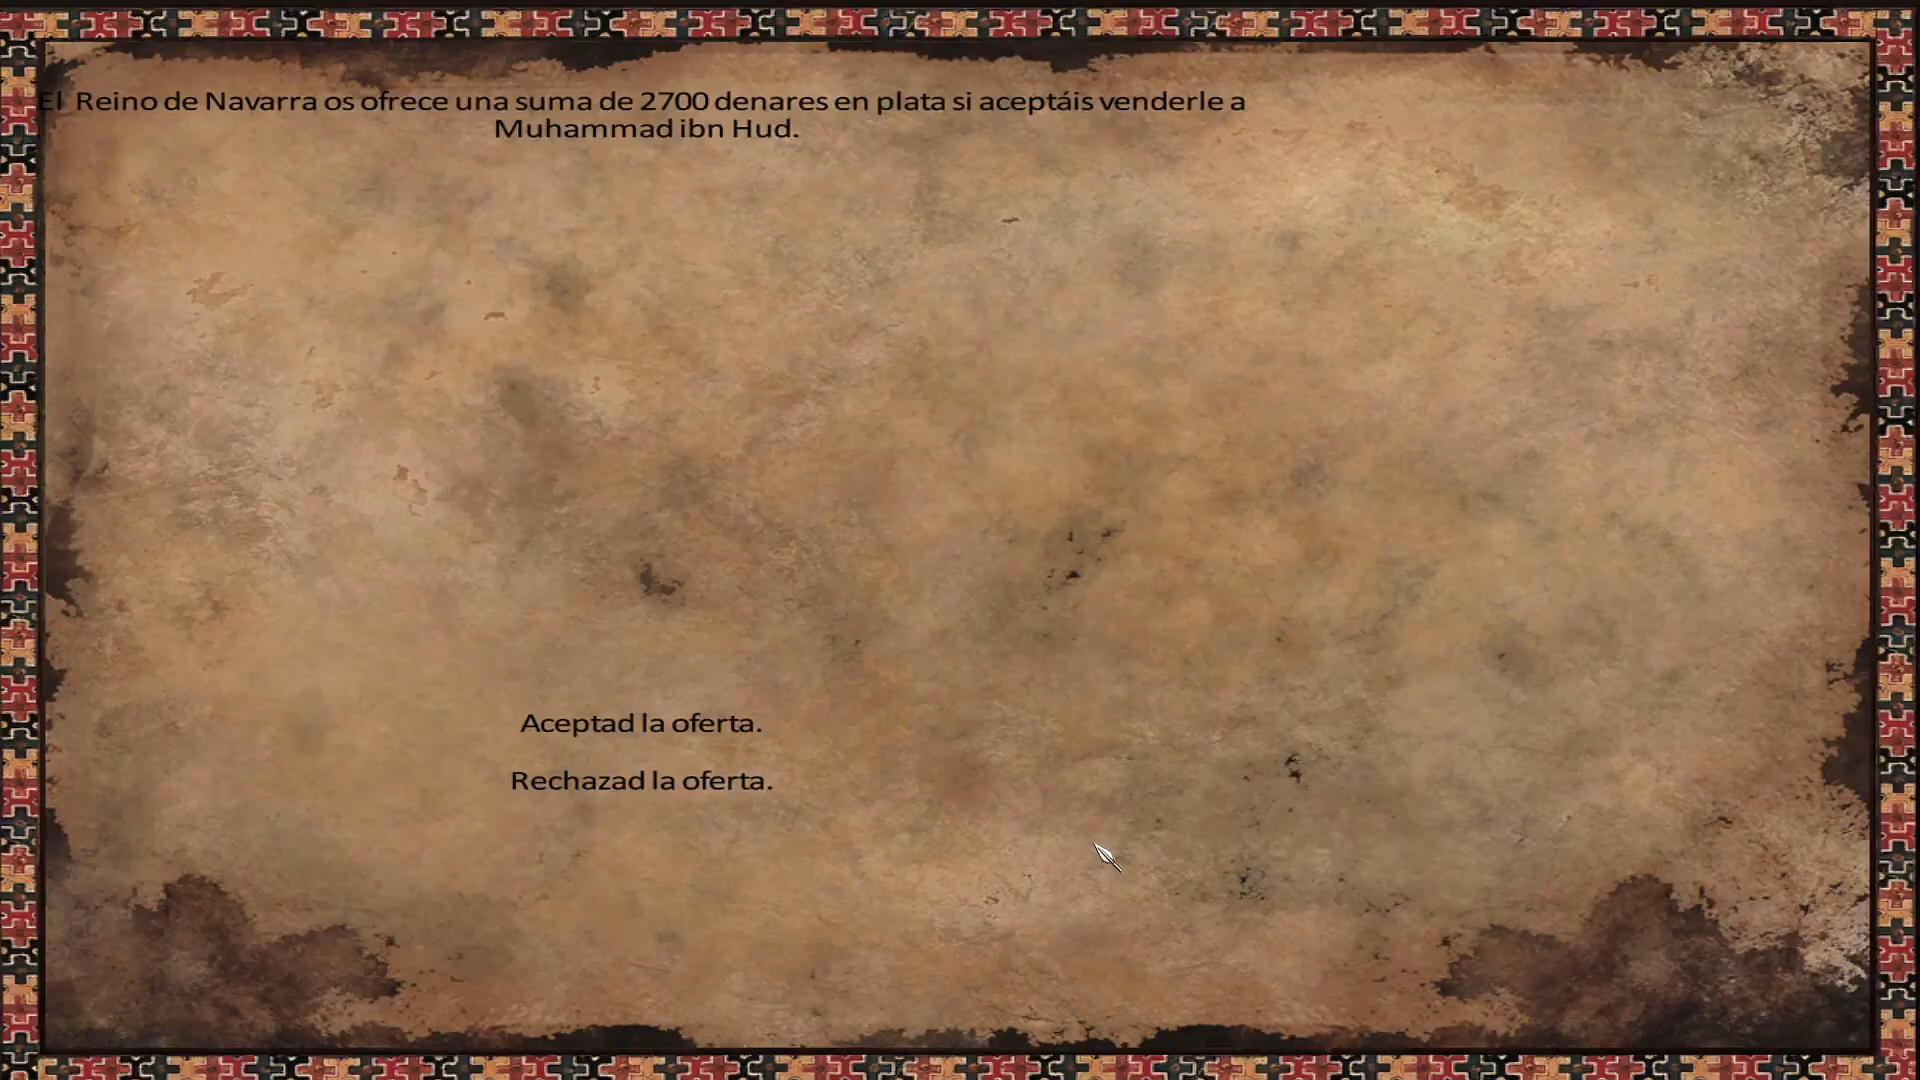 El Reino de Navarra os ofrece una suma de 2700 denares en plata si aceptáis venderle a
Muhammad ibn Hud.
Aceptad la oferta.
Rechazad la oferta.